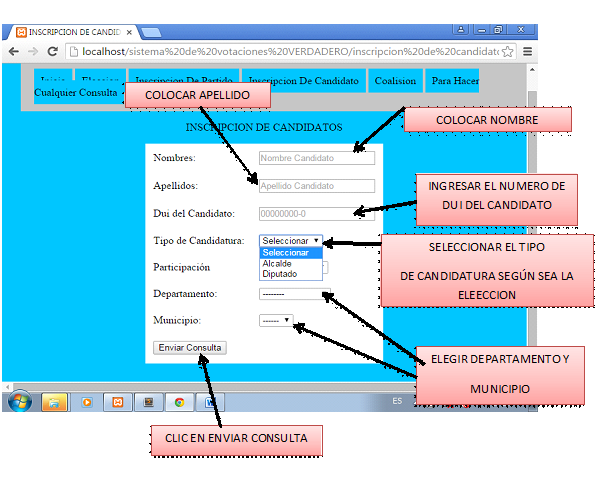 INSCRIPCION DE CANDID
localhost/sistema%20de%20votaciones%20VERDADERO/inscripcion%20de%20candidato
Inicio Eleccion Inscripcion De Partido Inscripcion De Candidato Coalision Para Hacer
Cualquier Consulta
COLOCAR APELLIDO
COLOCAR NOMBRE
INSCRIPCION DE CANDIDATOS
Nombres: Nombre Candidato
Apellidos: Apellido Candidato
INGRESAR EL NUMERO DE
DUI DEL CANDIDATO
Dui del Candidato: 00000000-0
Tipo de Candidatura: Seleccionar
Seleccionar
Alcalde
Diputado
SELECCIONAR EL TIPO
DE CANDIDATURA SEGÚN SEA LA
ELEECCION
Participación
Departamento: --------
Municipio: ------
Enviar Consulta
ELEGIR DEPARTAMENTO Y
MUNICIPIO
ES
CLIC EN ENVIAR CONSULTA